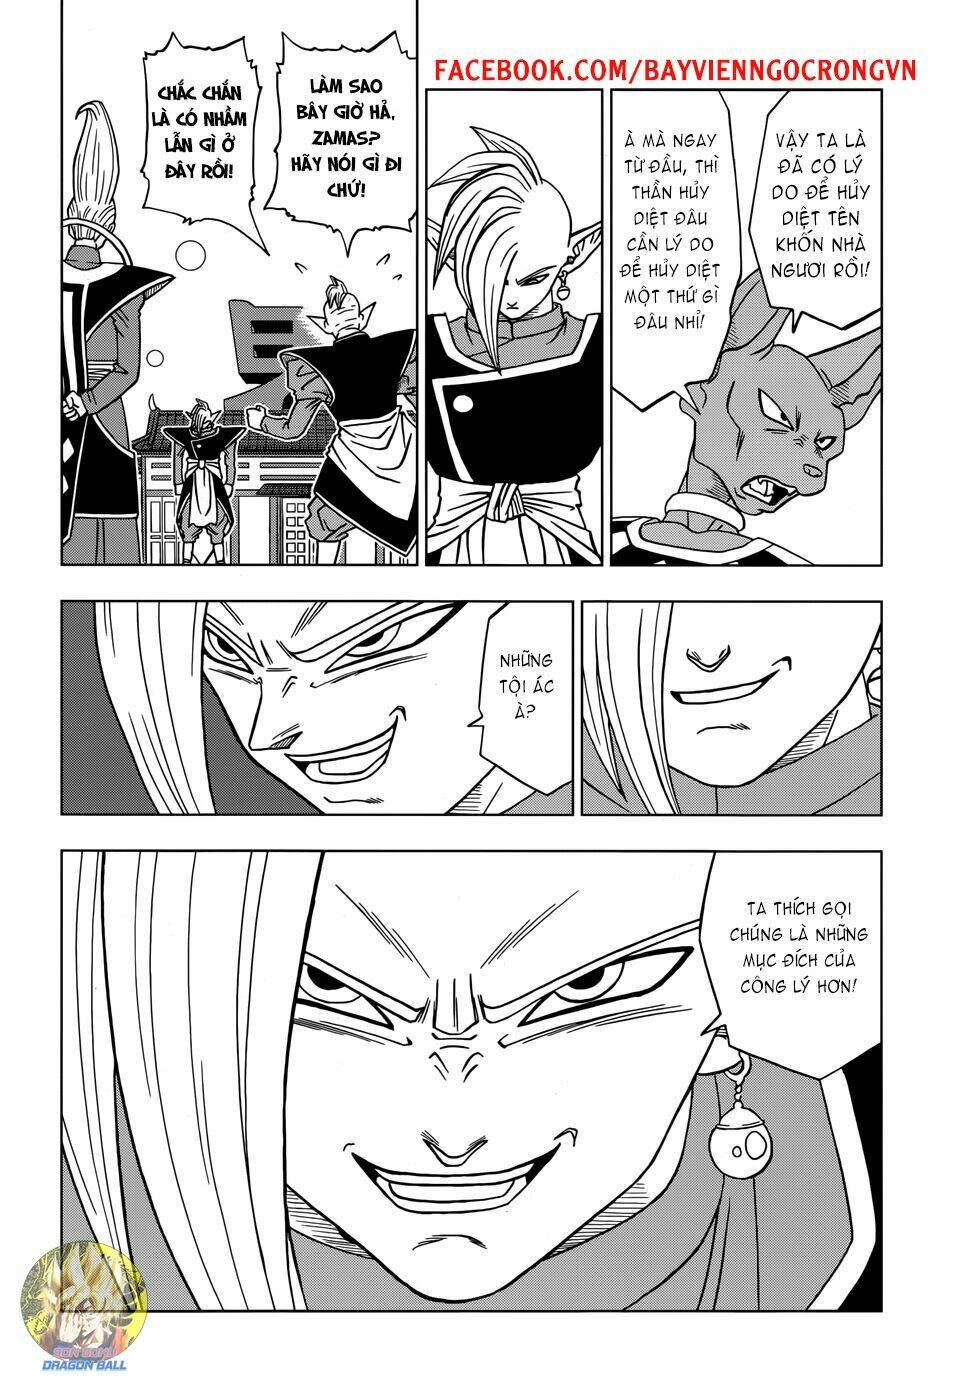 FACEBOOK.COM/BAYVIENNGOCRONGVN
VẬY TA LÀ
ĐÃ CÓ LÝ
DO ĐỂ HỦY
DIỆT TÊN
KHỐN NHÀ
NGƯƠI RỒI!
À MÀ NGAY
TỪ ĐẦU, THÌ
THẦN HỦY
DIỆT ĐÂU
CẦN LÝ DO
ĐỂ HỦY DIỆT
MỘT THỨ GÌ
ĐÂU NHỈ!
LÀM SAO
BÂY GIỜ HẢ,
ZAMAS?
HÃY NÓI GÌ ĐI
CHỨ!
CHẮC CHẮN
LÀ CÓ NHẦM
LẪN GÌ Ở
ĐÂY RỒI!
NHỮNG
TỘI ÁC
À?
TA THÍCH GỌI
CHÚNG LÀ NHỮNG
MỤC ĐÍCH CỦA
CÔNG LÝ HƠN!
SON GOKU
DRAGON BALL